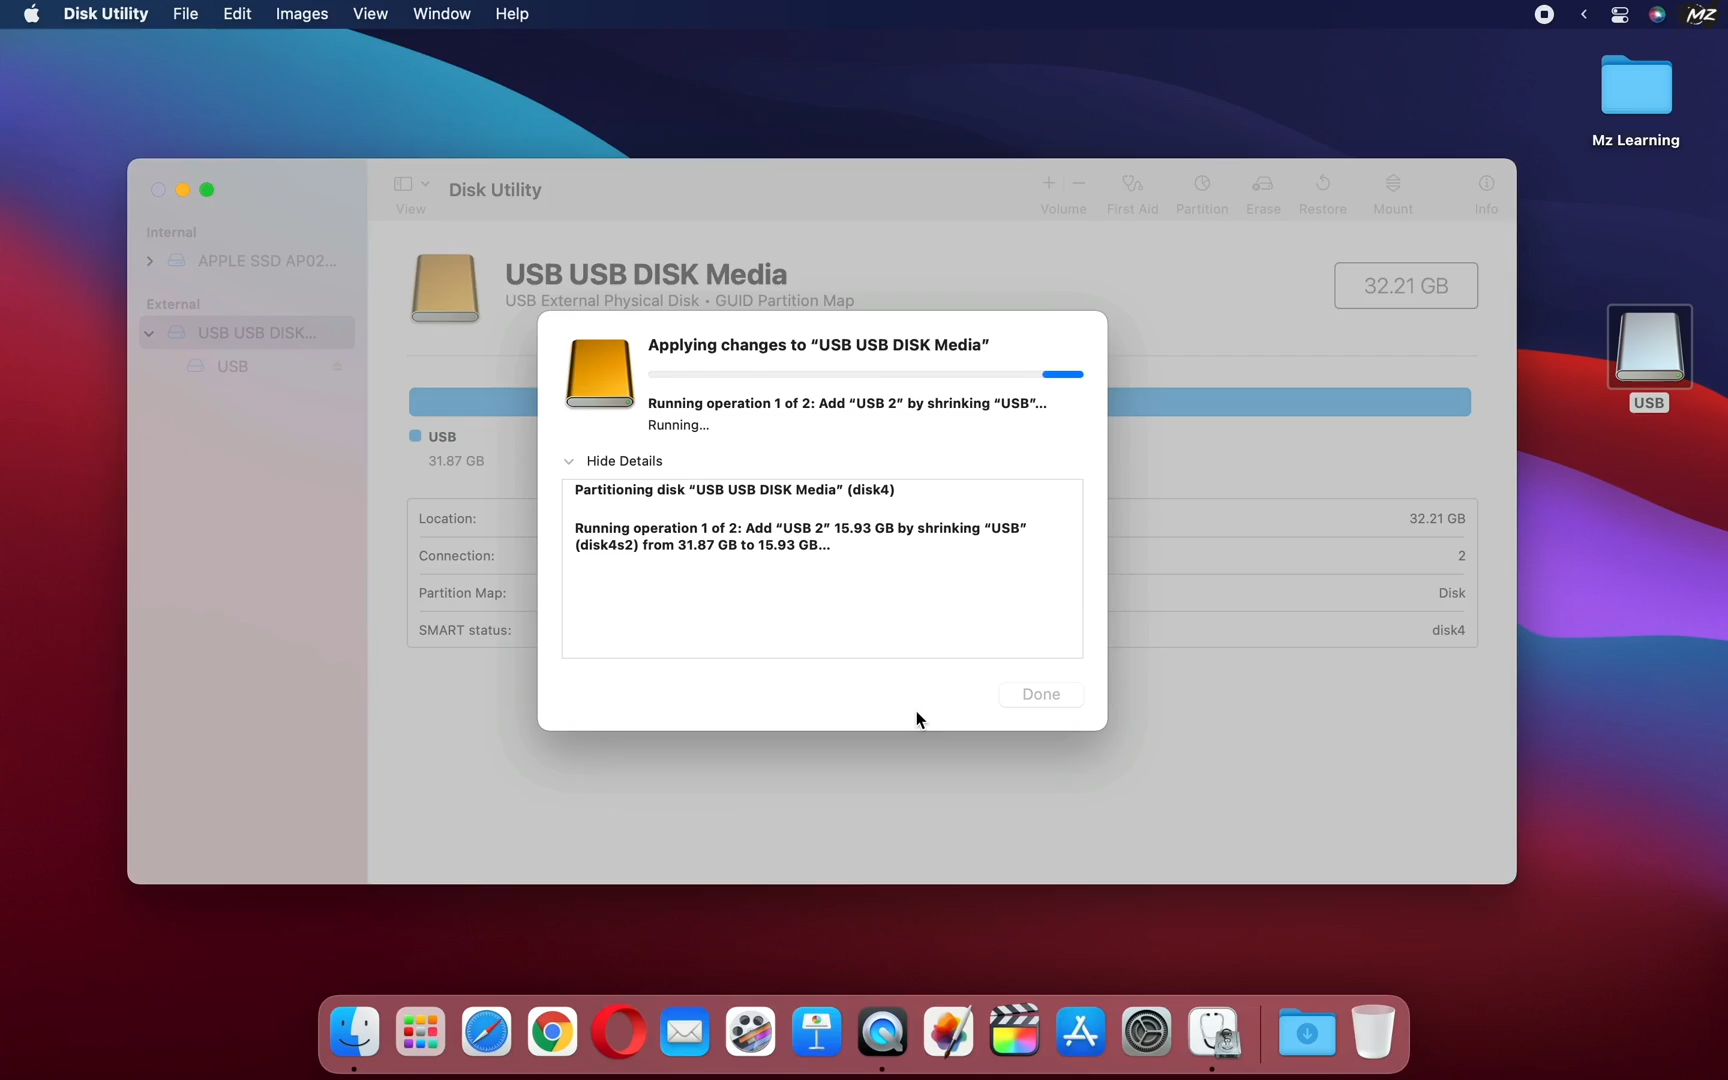 Disk Utility File Edit Images View Window Help
MZ
Mz Learning
Disk Utility
View
Volume First Aid Partition Erase Restore Mount Info
Internal
APPLE SSD AP02...
External
USB USB DISK...
USB
USB USB DISK Media
USB External Physical Disk • GUID Partition Map
32.21 GB
USB
Applying changes to “USB USB DISK Media”
Running operation 1 of 2: Add “USB 2” by shrinking “USB”...
Running...
USB
31.87 GB
Hide Details
Partitioning disk “USB USB DISK Media” (disk4)
Running operation 1 of 2: Add “USB 2” 15.93 GB by shrinking “USB”
(disk4s2) from 31.87 GB to 15.93 GB...
Location: 32.21 GB
Connection: 2
Partition Map: Disk
SMART status: disk4
Done